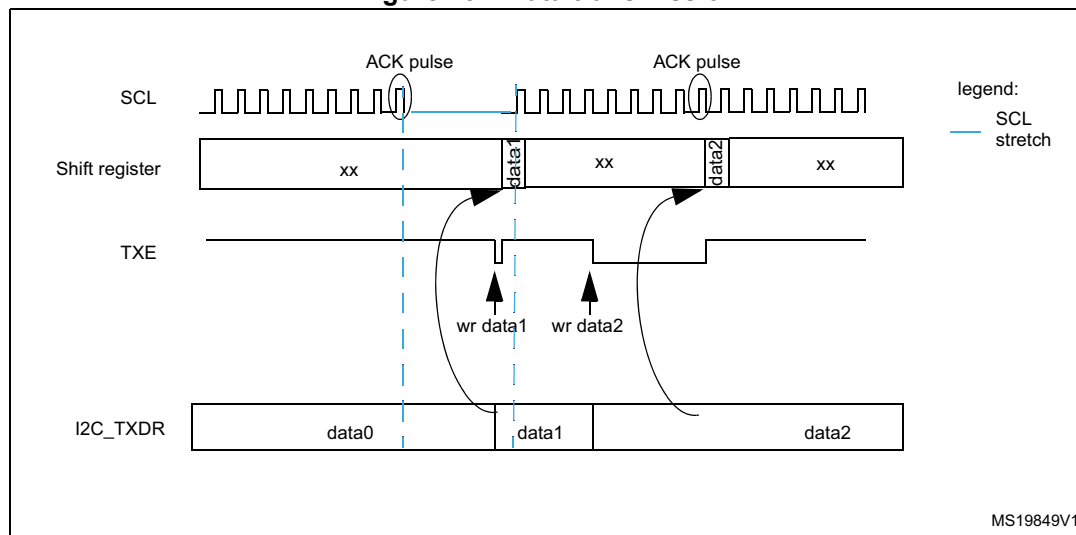 ACK pulse ACK pulse
legend:
SCL
SCL
stretch
data1
data2
Shift register xx xx xx
TXE
wr data1 wr data2
I2C_TXDR data0 data1 data2
MS19849V1